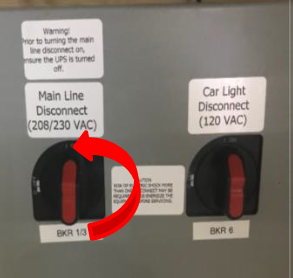 Warning!
Prior to turning the main
line disconnect on,
ensure the UPS is turned
off.
Main Line
Disconnect
(208/230 VAC)
Car Light
Disconnect
(120 VAC)
BKR 1/3
BKR 6